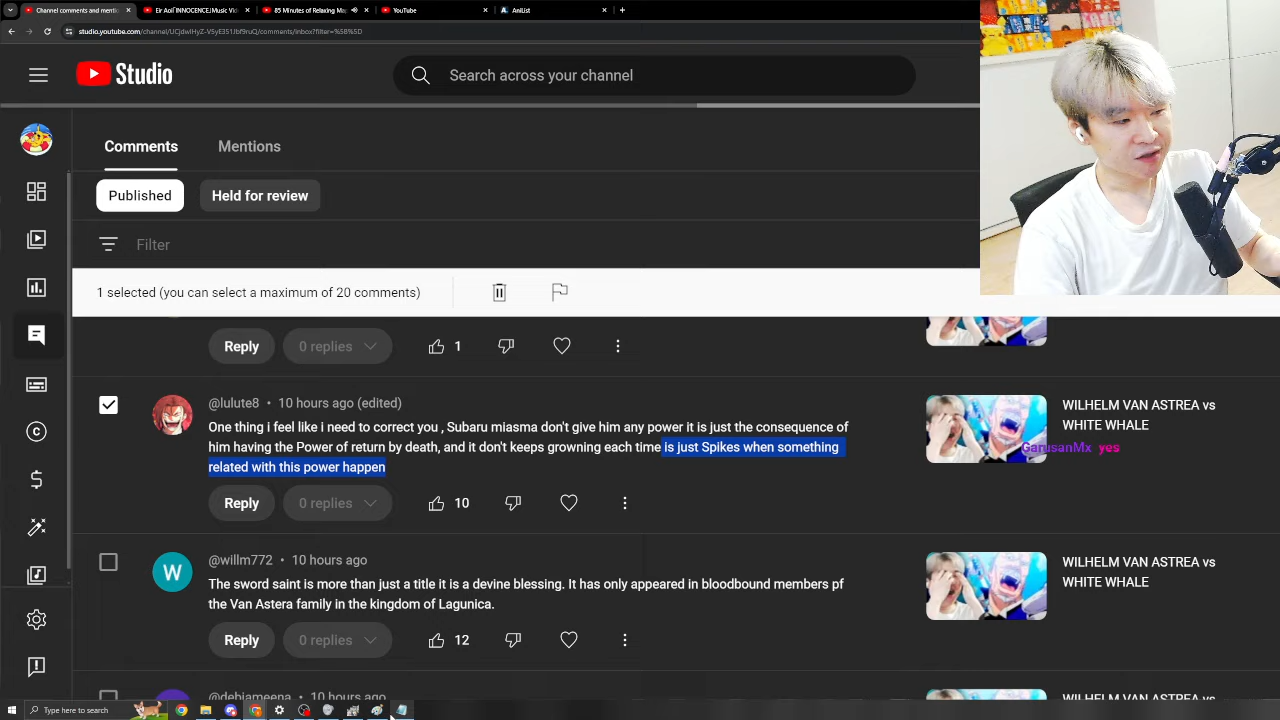 Channel comments and menti
Eir Aoi「INNOCENCE」Music Vi
85 Minutes of Relaxing Ma
YouTube
AniList
studio.youtube.com/channel/UCjdwiHyZ-V5yE3S1Jbf9ruQ/comments/inbox?filter=%5B%5D
Studio
Search across your channel
Comments
Mentions
Published
Held for review
Filter
1 selected (you can select a maximum of 20 comments)
Reply
0 replies
1
@lulute8 • 10 hours ago (edited)
One thing i feel like i need to correct you , Subaru miasma don't give him any power it is just the consequence of
him having the Power of return by death, and it don't keeps grownning each time is just Spikes when something
related with this power happen
WILHELM VAN ASTREA vs
WHITE WHALE
GarusanMx yes
Reply
0 replies
10
W
@willm772 • 10 hours ago
The sword saint is more than just a title it is a devine blessing. It has only appeared in bloodbound members pf
the Van Astera family in the kingdom of Lagunica.
WILHELM VAN ASTREA vs
WHITE WHALE
Reply
0 replies
12
@debjameena • 10 hours ago
WILHELM VAN ASTREA vs
Type here to search